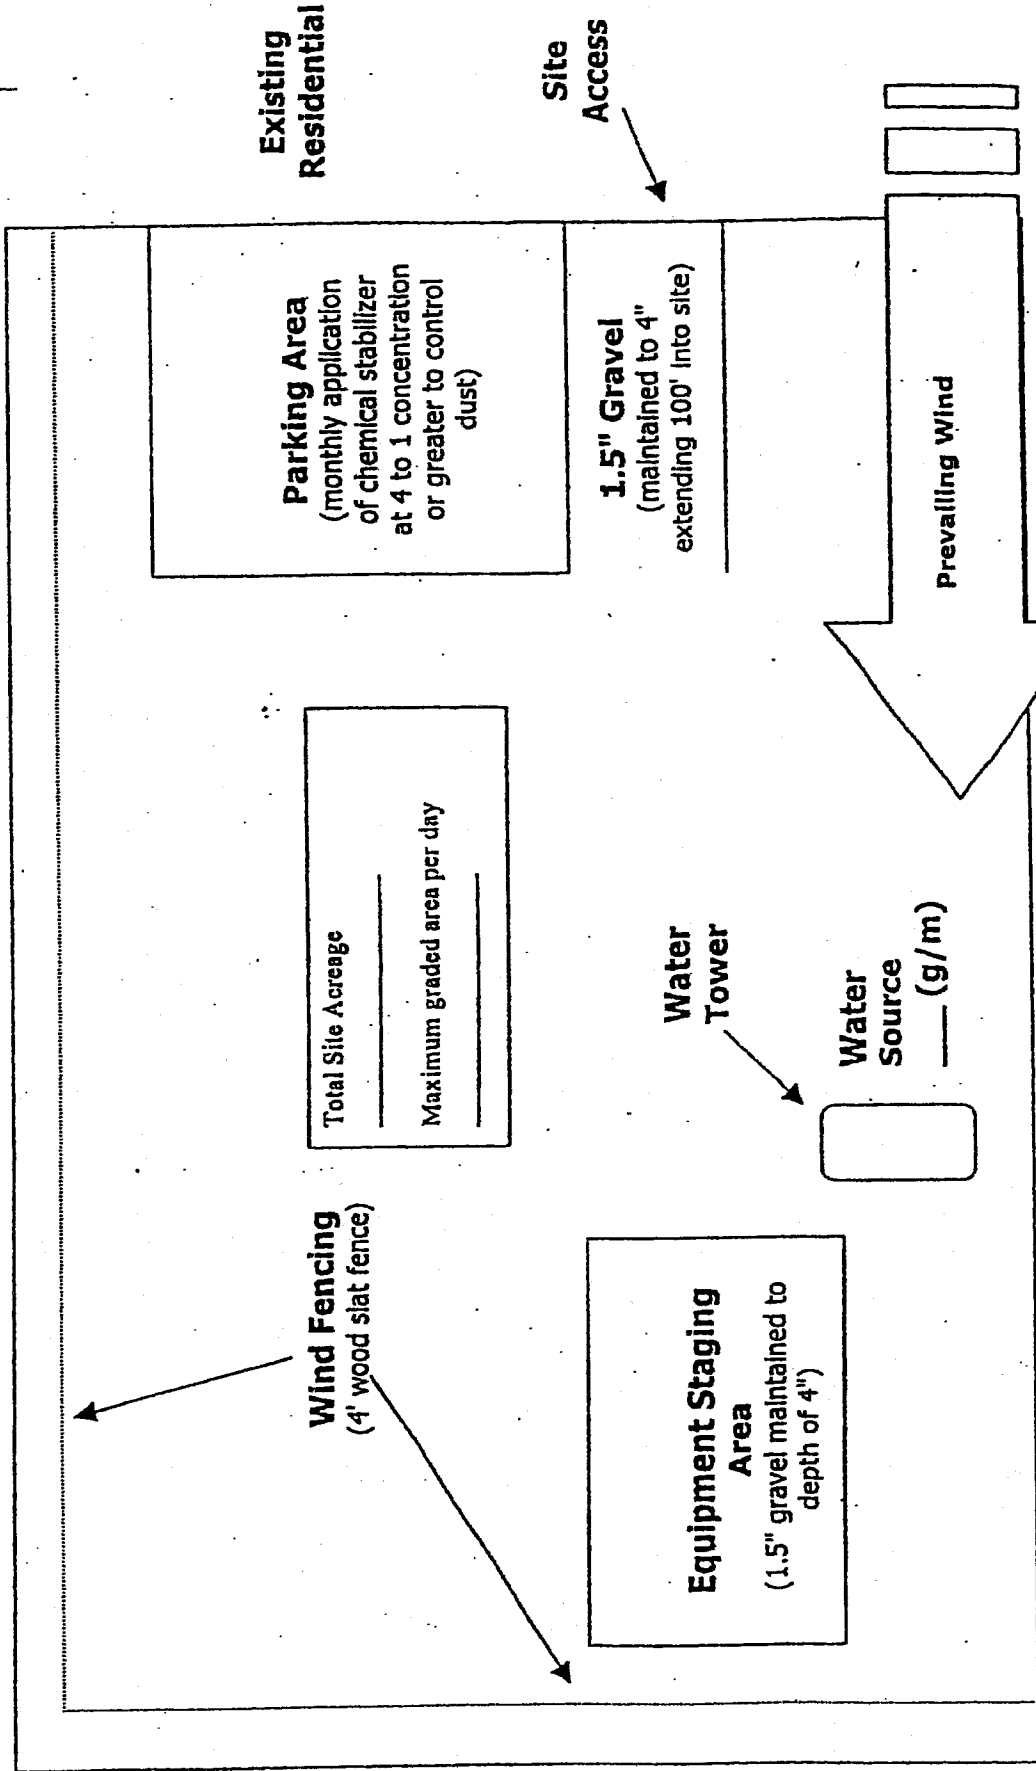 Existing
Residential
Parking Area
(monthly application
of chemical stabilizer
at 4 to 1 concentration
or greater to control
dust)
Total Site Acreage
Maximum graded area per day
Wind Fencing
(4' wood slat fence)
Site
Access
1.5" Gravel
(maintained to 4"
extending 100' into site)
Water
Tower
Equipment Staging
Area
(1.5" gravel maintained to
depth of 4")
Water
Source
___ (g/m)
Prevailing Wind